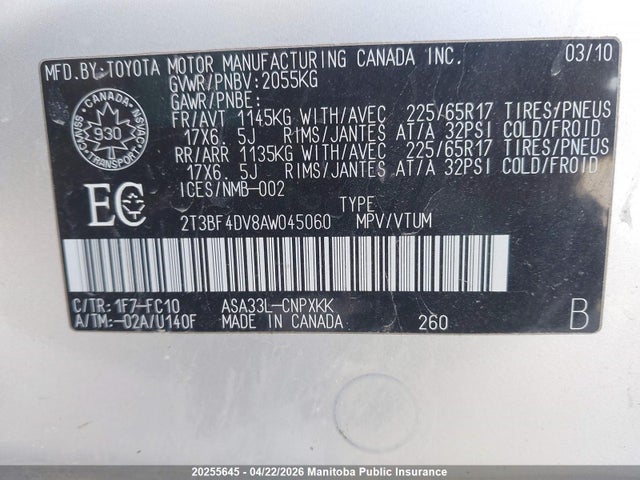 MFD.BY:TOYOTA MOTOR MANUFACTURING CANADA INC. 03/10
GVWR/PNBV:2055KG
GAWR/PNBE:
FR/AVT 1145KG WITH/AVEC 225/65R17 TIRES/PNEUS
17X6.5J RIMS/JANTES AT/A 32PSI COLD/FROID
RR/ARR 1135KG WITH/AVEC 225/65R17 TIRES/PNEUS
17X6.5J RIMS/JANTES AT/A 32PSI COLD/FROID
ICES/NMB-002
CANADA
CMVSS
930
NSVAC
TRANSPORT
EC
TYPE
2T3BF4DV8AW045060 MPV/VTUM
C/TR:1F7-FC10 ASA33L-CNPXKK
A/TM:-02A/U140F MADE IN CANADA 260 B
20255645 - 04/22/2026 - Manitoba Public Insurance